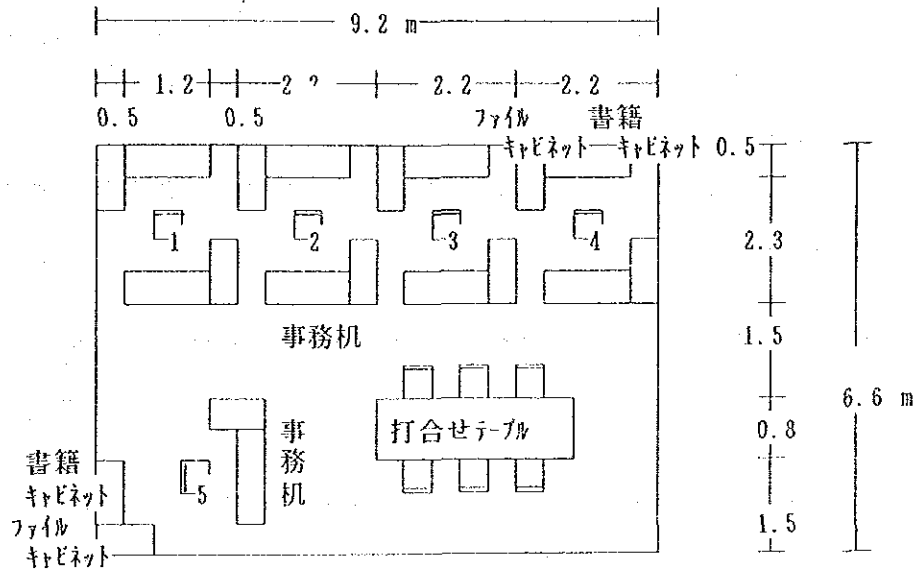 9.2 m
1.2
2.2
2.2
0.5
0.5
ファイル
書籍
キャビネット
キャビネット
0.5
1
2
3
4
2.3
事務机
1.5
6.6 m
打合せテーブル
0.8
事務机
書籍
キャビネット
5
ファイル
キャビネット
1.5